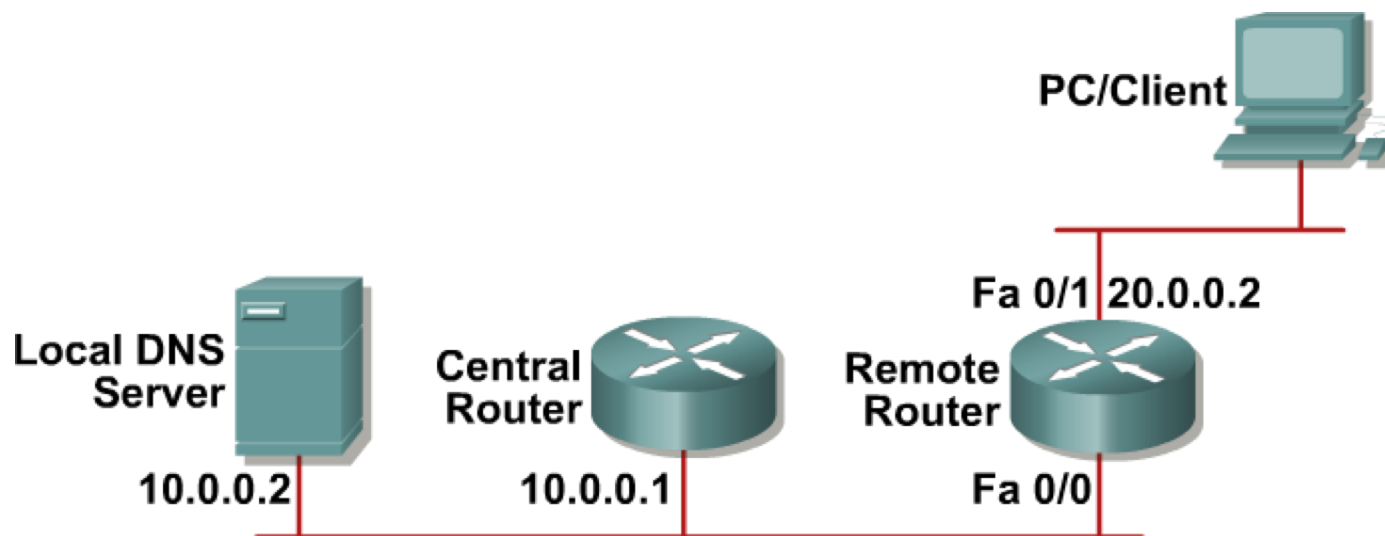 PC/Client
Fa 0/1 20.0.0.2
Local DNS
Server
Central
Router
Remote
Router
10.0.0.2
10.0.0.1
Fa 0/0